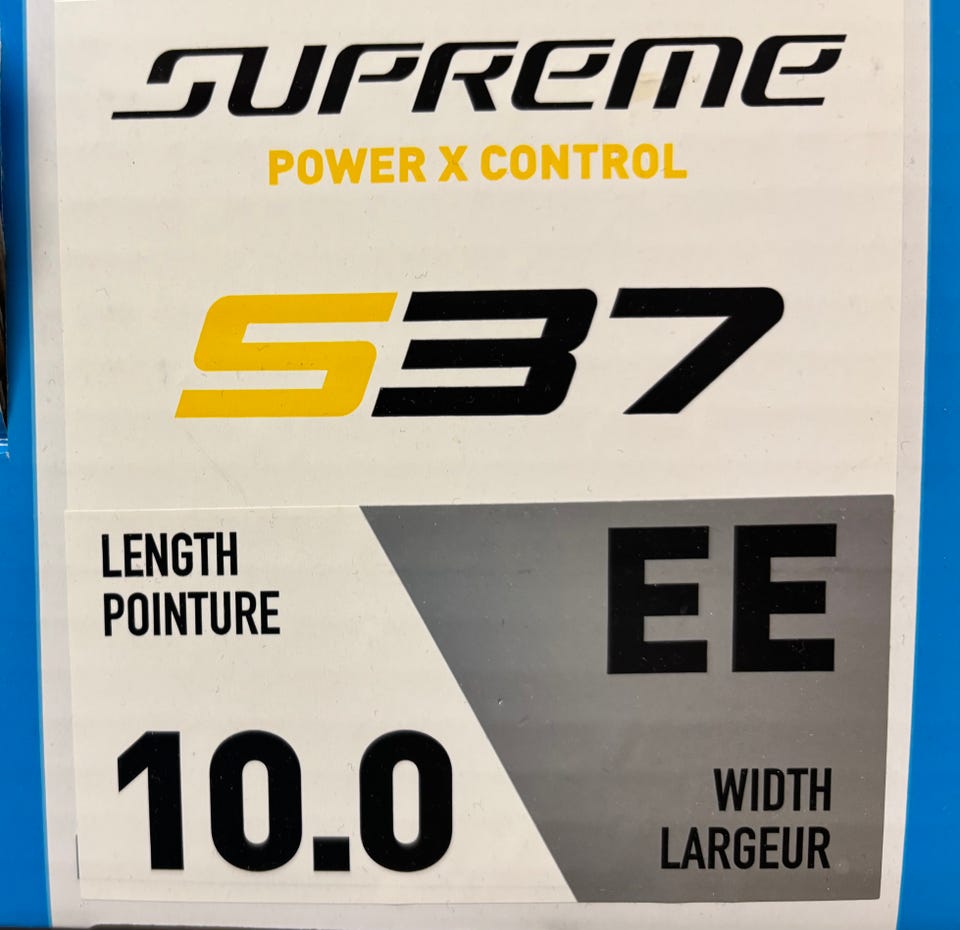 SUPREME
POWER X CONTROL
S37
LENGTH
POINTURE
EE
10.0
WIDTH
LARGEUR